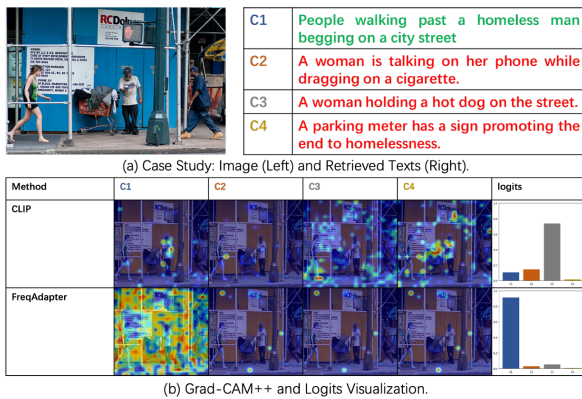 RCDol
C1
People walking past a homeless man
begging on a city street
C2
A woman is talking on her phone while
dragging on a cigarette.
C3
A woman holding a hot dog on the street.
C4
A parking meter has a sign promoting the
end to homelessness.
(a) Case Study: Image (Left) and Retrieved Texts (Right).
Method C1 C2 C3 C4 logits
CLIP
FreqAdapter
(b) Grad-CAM++ and Logits Visualization.